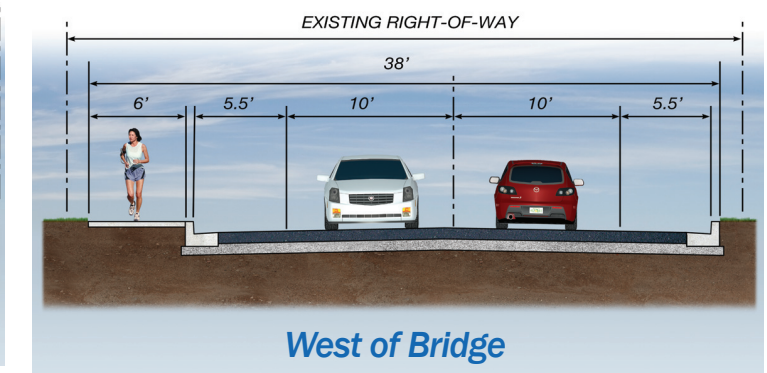 EXISTING RIGHT-OF-WAY
38'
6' 5.5' 10' 10' 5.5'
West of Bridge